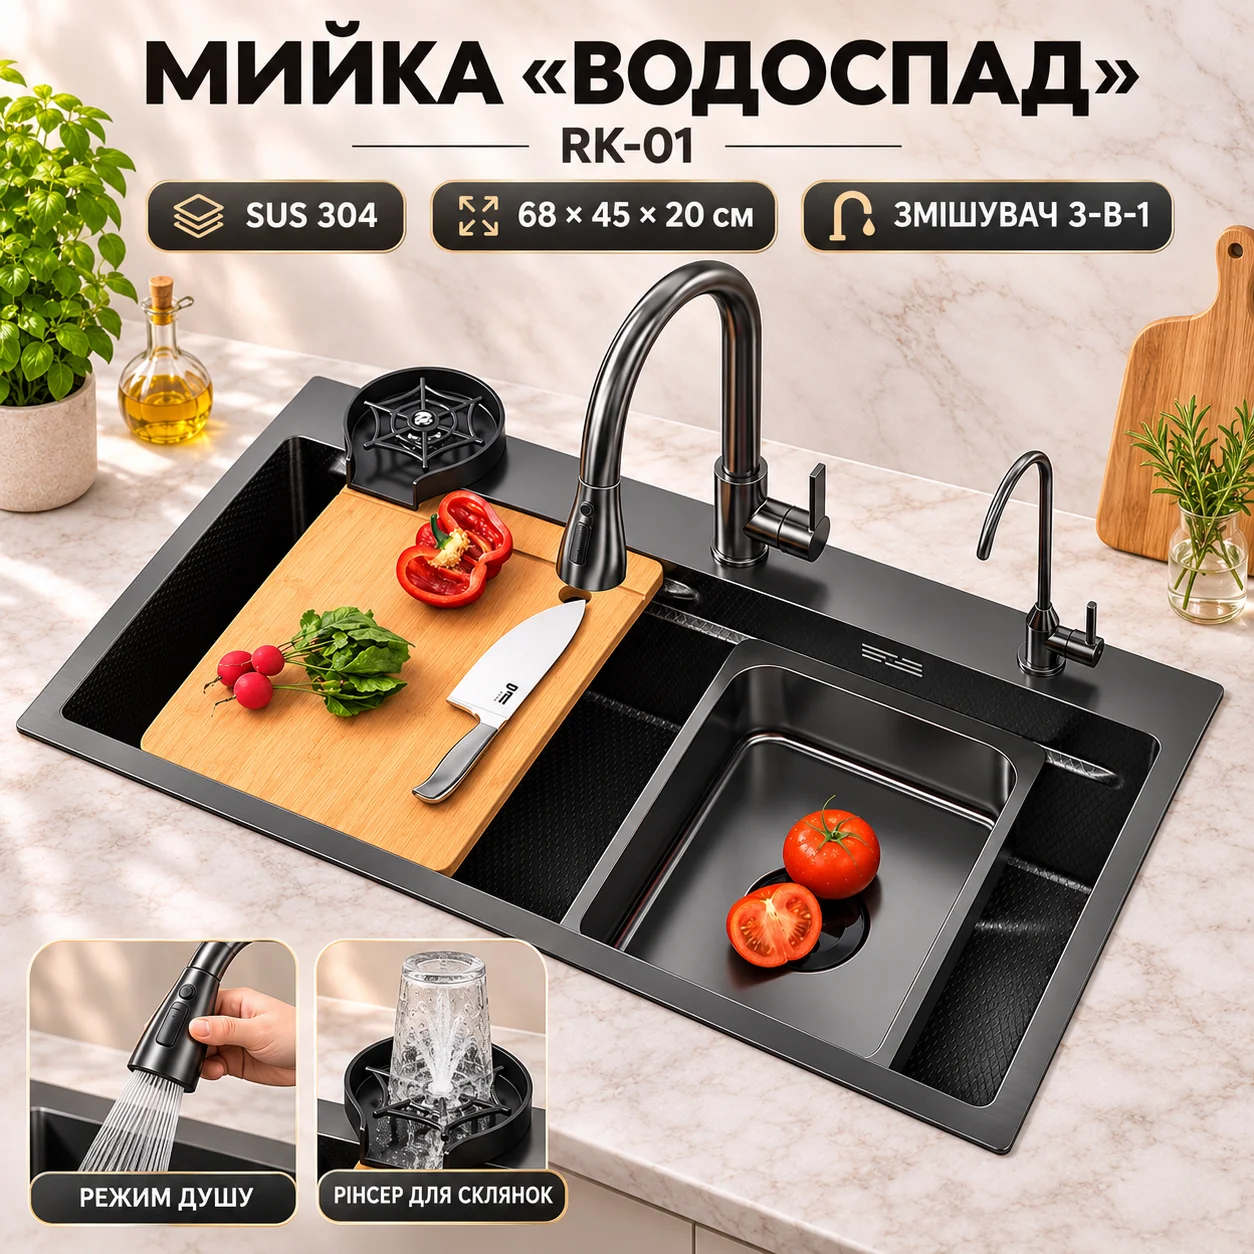 МИЙКА «ВОДОСПАД»
RK-01
SUS 304
68 × 45 × 20 см
ЗМІШУВАЧ 3-В-1
РЕЖИМ ДУШУ
РІНСЕР ДЛЯ СКЛЯНОК